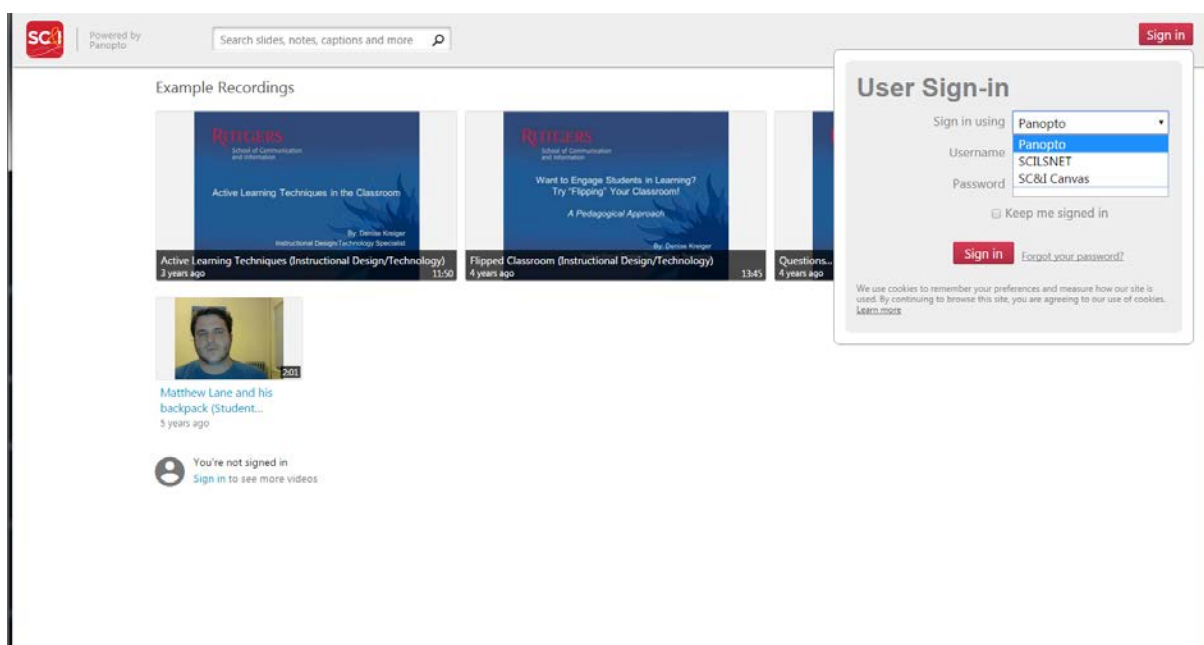 SC&I
Powered by
Panopto
Search slides, notes, captions and more
Sign in
Example Recordings
RUTGERS
School of Communication
and Information
Active Learning Techniques in the Classroom
By: Denise Kreiger
Instructional Design/Technology Specialist
Active Learning Techniques (Instructional Design/Technology)
3 years ago
11:50
RUTGERS
School of Communication
and Information
Want to Engage Students in Learning?
Try "Flipping" Your Classroom!
A Pedagogical Approach
By: Denise Kreiger
Flipped Classroom (Instructional Design/Technology)
4 years ago
13:45
Questions...
4 years ago
User Sign-in
Sign in using
Panopto
Panopto
SCILSNET
SC&I Canvas
Username
Password
Keep me signed in
Sign in
Forgot your password?
We use cookies to remember your preferences and measure how our site is
used. By continuing to browse this site, you are agreeing to our use of cookies.
Learn more
2:01
Matthew Lane and his
backpack (Student...
5 years ago
You're not signed in
Sign in to see more videos